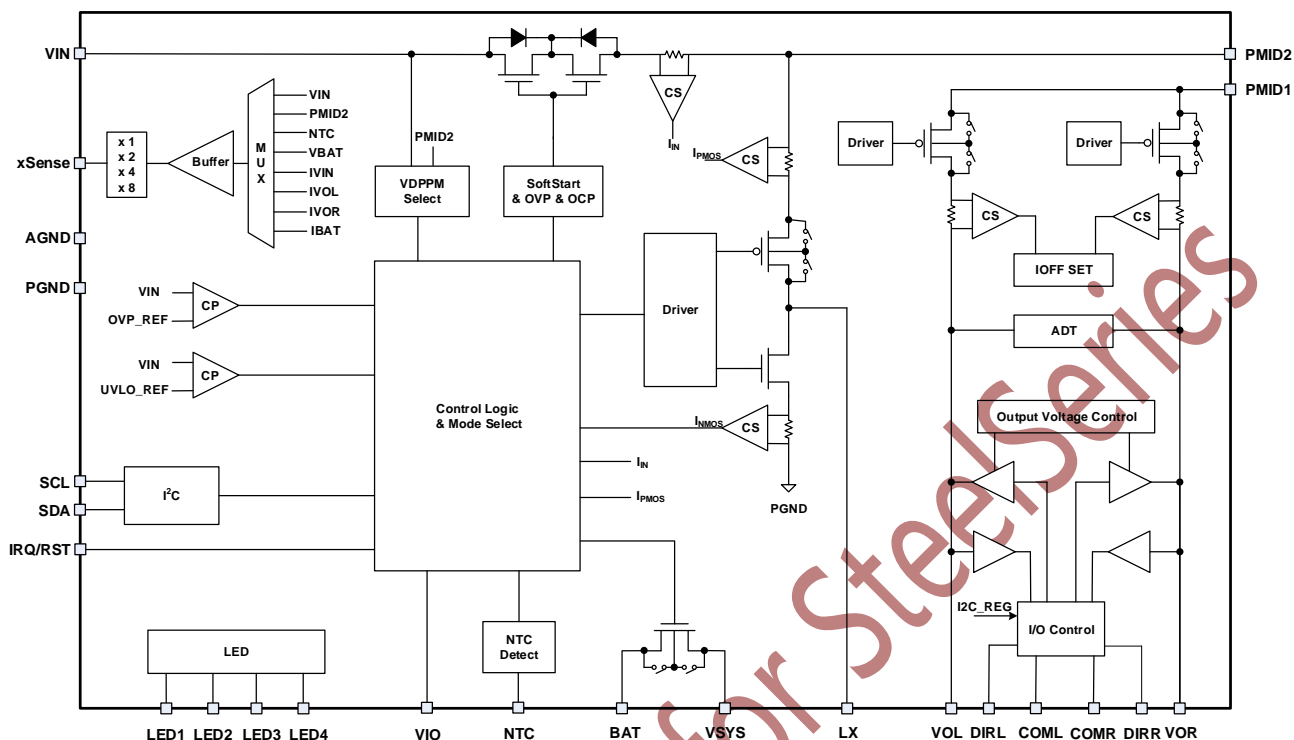 VIN
PMID2
PMID1
xSense
x 1
x 2
x 4
x 8
Buffer
MUX
VIN
PMID2
NTC
VBAT
IVIN
IVOL
IVOR
IBAT
PMID2
VDPPM
Select
SoftStart
& OVP & OCP
CS
IIN
IPMOS
CS
Driver
Driver
CS
CS
IOFF SET
ADT
AGND
PGND
VIN
OVP_REF
CP
VIN
UVLO_REF
CP
Control Logic
& Mode Select
Driver
INMOS
CS
IIN
IPMOS
PGND
Output Voltage Control
SCL
SDA
I²C
IRQ/RST
I2C_REG
I/O Control
LED
NTC
Detect
LED1 LED2 LED3 LED4
VIO
NTC
BAT
VSYS
LX
VOL
DIRL
COML
COMR
DIRR
VOR
for SteelSeries